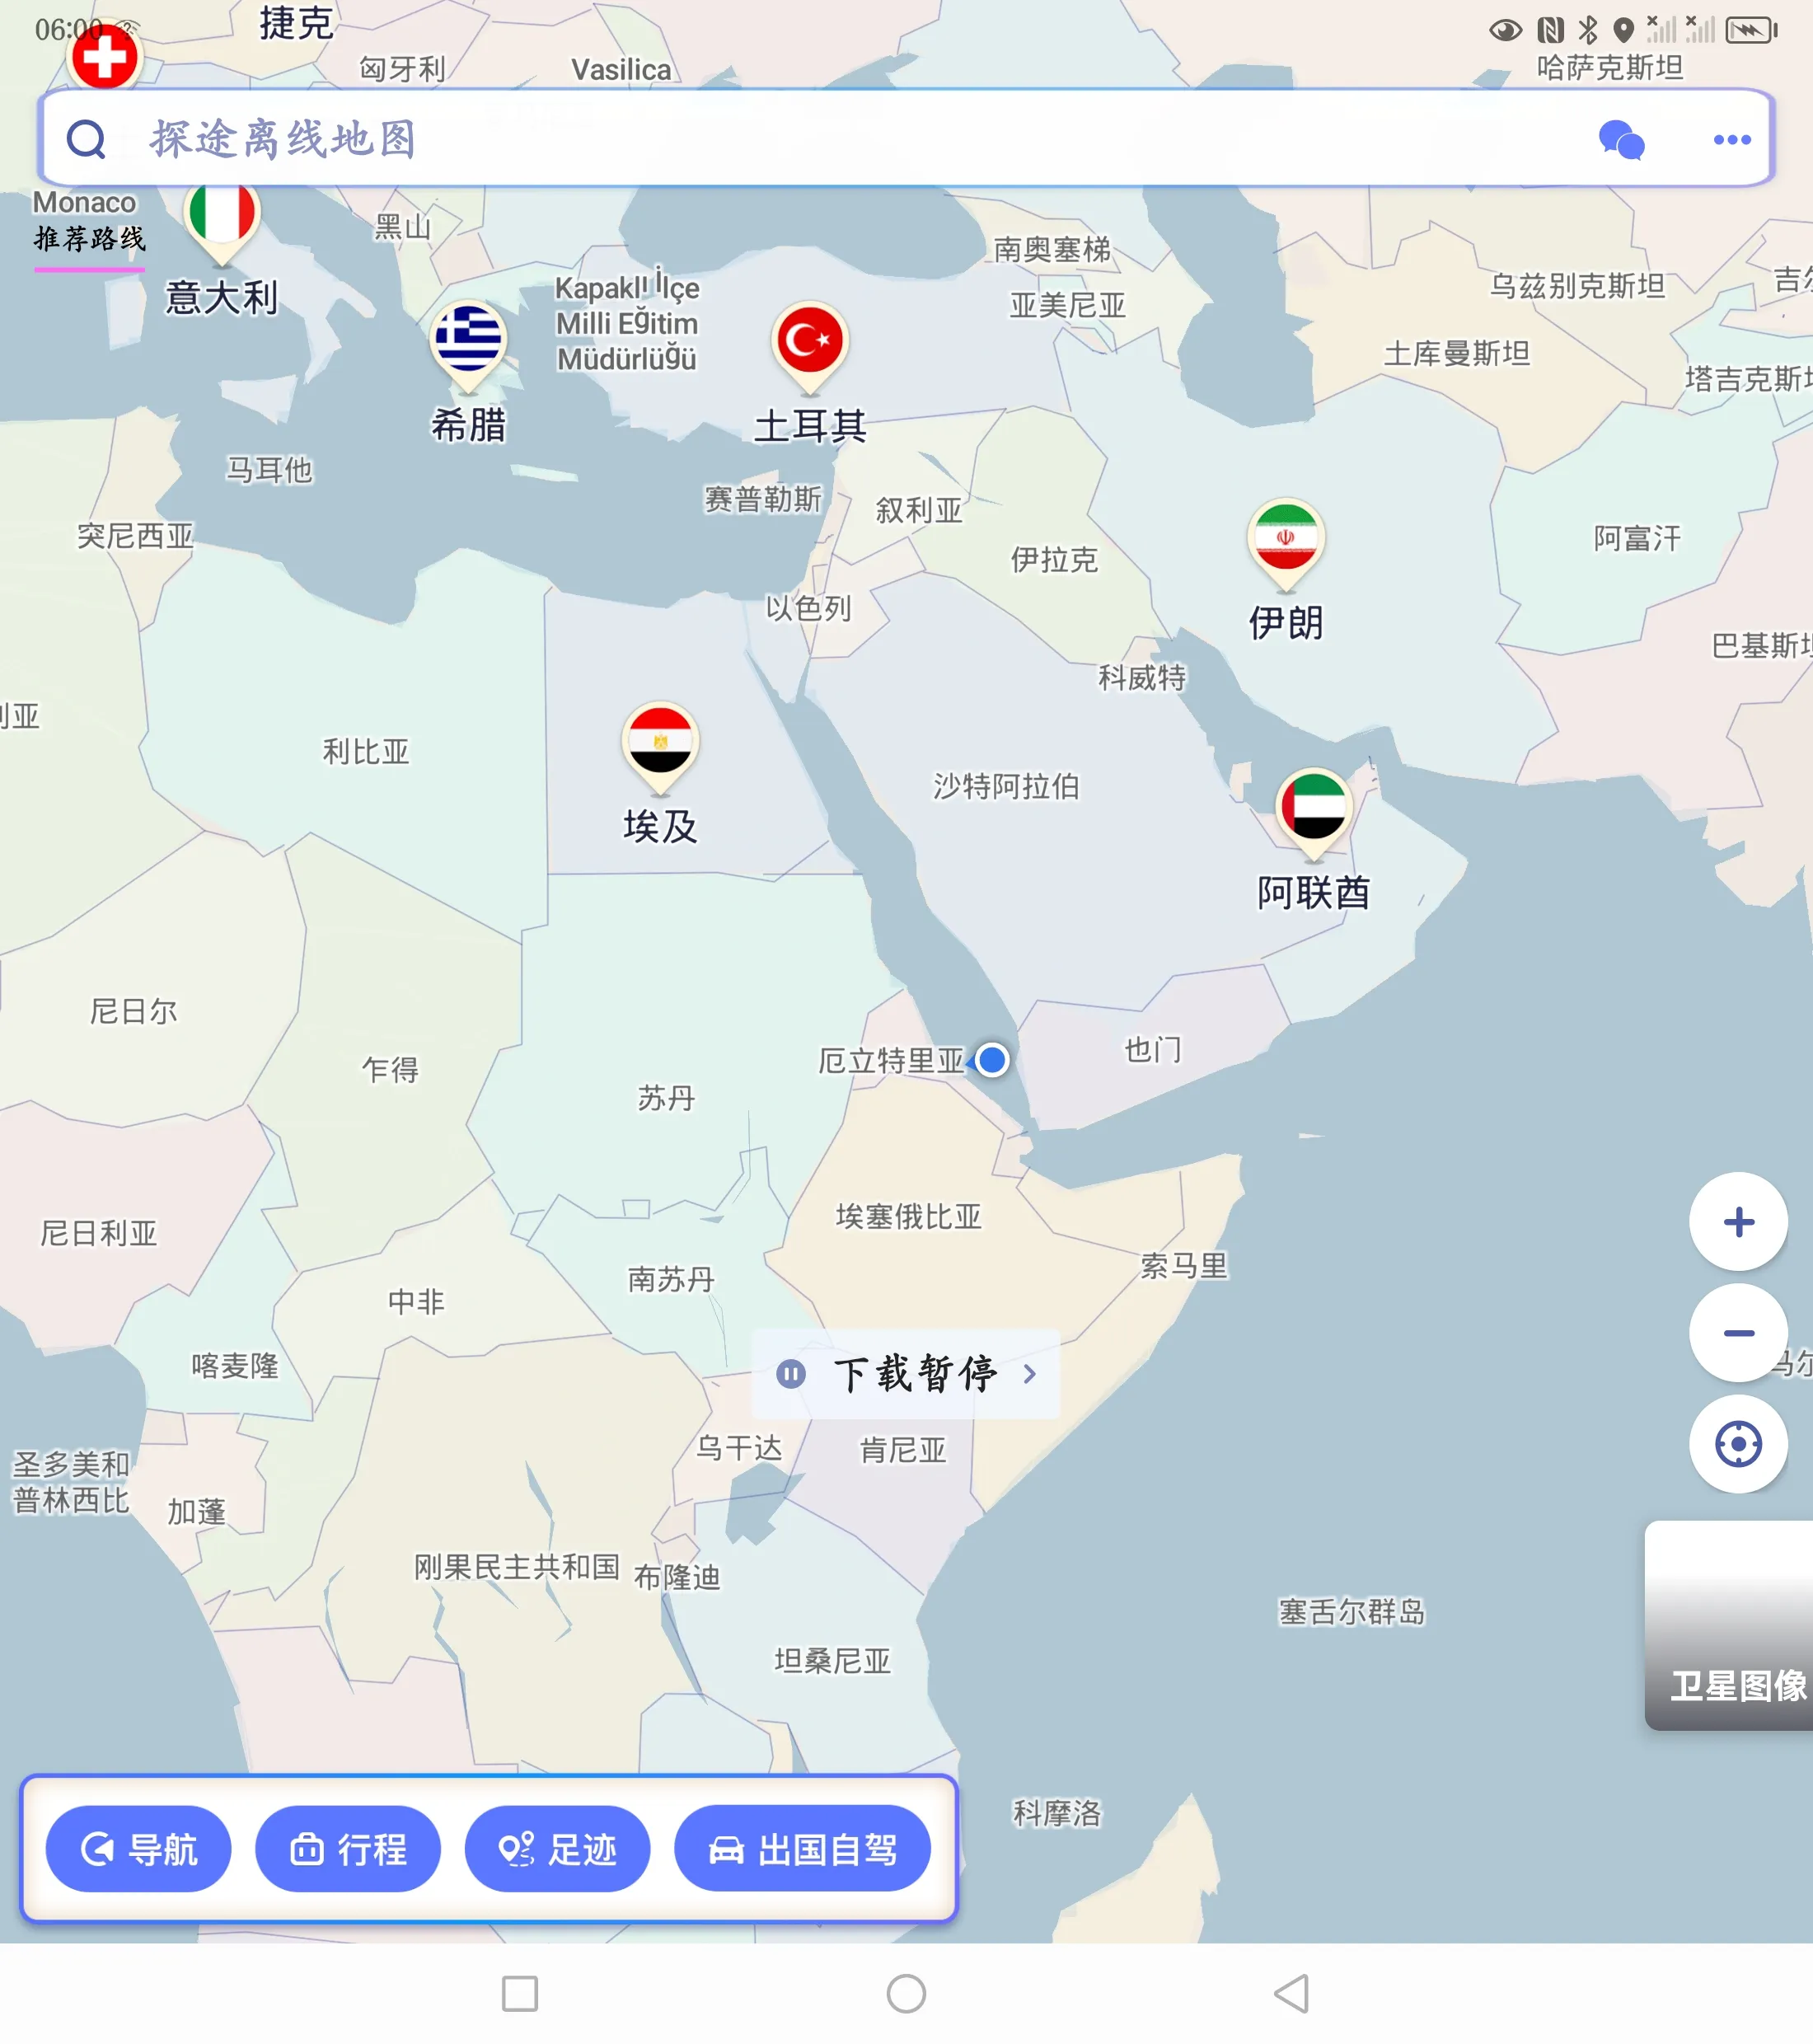 06:00
捷克
匈牙利
Vasilica
哈萨克斯坦
探途离线地图
Monaco
推荐路线
意大利
黑山
Kapaklı İlçe
Milli Eğitim
Müdürlüğü
南奥塞梯
亚美尼亚
乌兹别克斯坦
土库曼斯坦
塔吉克斯坦
希腊
土耳其
马耳他
赛普勒斯
叙利亚
突尼西亚
伊拉克
阿富汗
以色列
伊朗
科威特
巴基斯坦
利亚
利比亚
沙特阿拉伯
埃及
阿联酋
尼日尔
乍得
苏丹
厄立特里亚
也门
尼日利亚
埃塞俄比亚
索马里
南苏丹
中非
喀麦隆
下载暂停
乌干达
肯尼亚
圣多美和
普林西比
加蓬
刚果民主共和国
布隆迪
塞舌尔群岛
坦桑尼亚
卫星图像
科摩洛
导航
行程
足迹
出国自驾